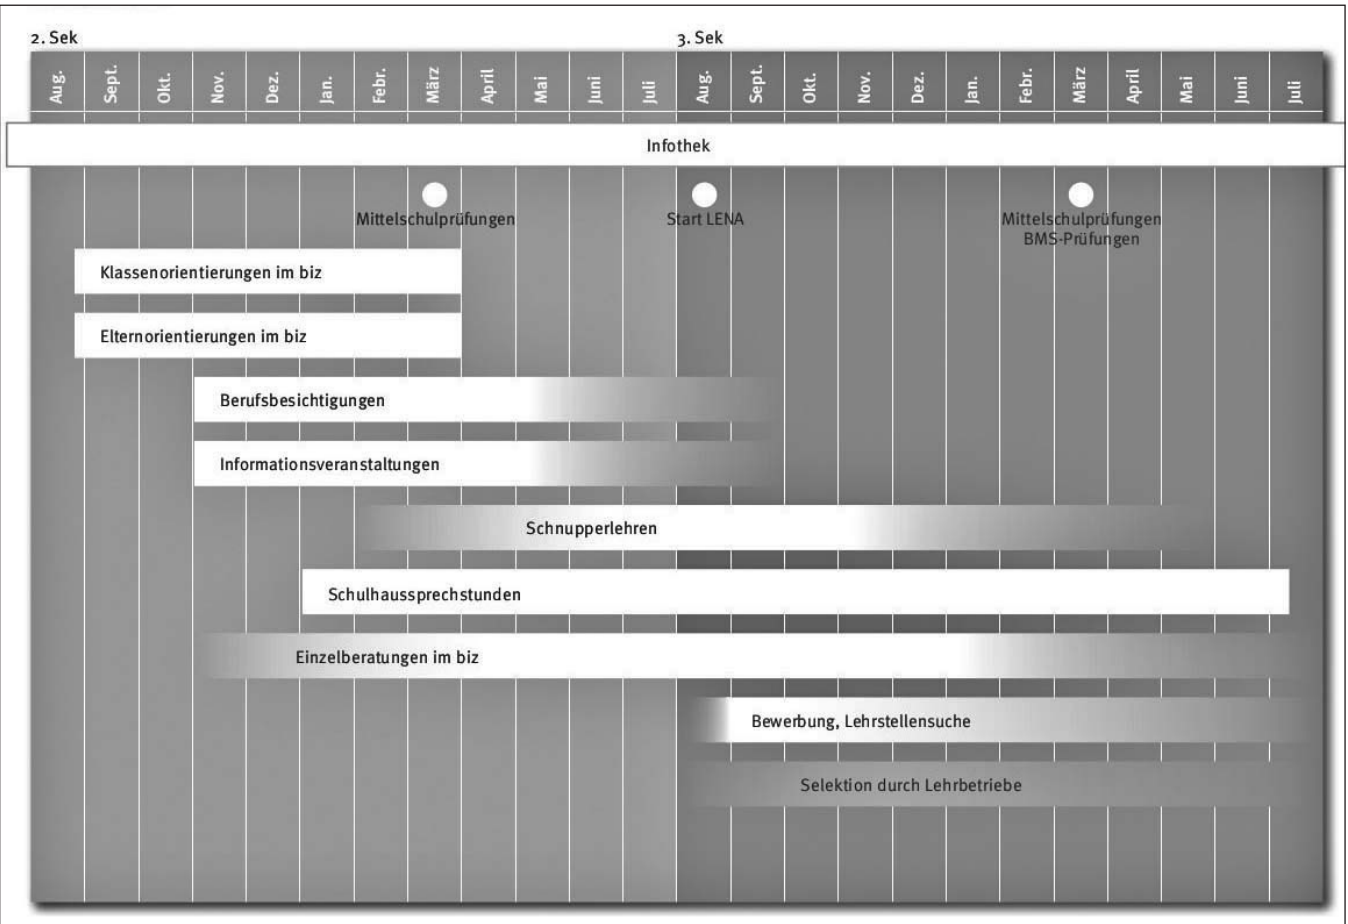 2. Sek
3. Sek
Aug. Sept. Okt. Nov. Dez. Jan. Febr. März April Mai Juni Juli Aug. Sept. Okt. Nov. Dez. Jan. Febr. März April Mai Juni Juli
Infothek
Mittelschulprüfungen
Start LENA
Mittelschulprüfungen
BMS-Prüfungen
Klassenorientierungen im biz
Elternorientierungen im biz
Berufsbesichtigungen
Informationsveranstaltungen
Schnupperlehren
Schulhaussprechstunden
Einzelberatungen im biz
Bewerbung, Lehrstellensuche
Selektion durch Lehrbetriebe